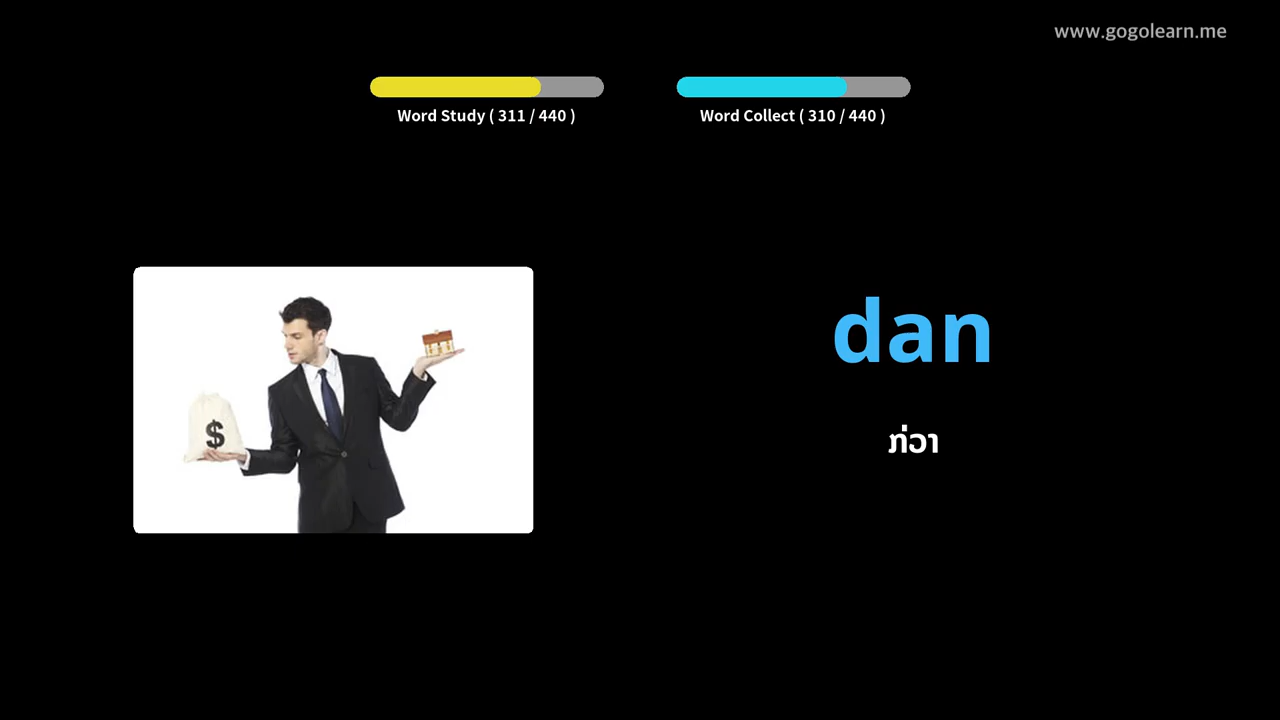 www.gogolearn.me
Word Study ( 311 / 440 )
Word Collect ( 310 / 440 )
$
dan
ກ່ວາ